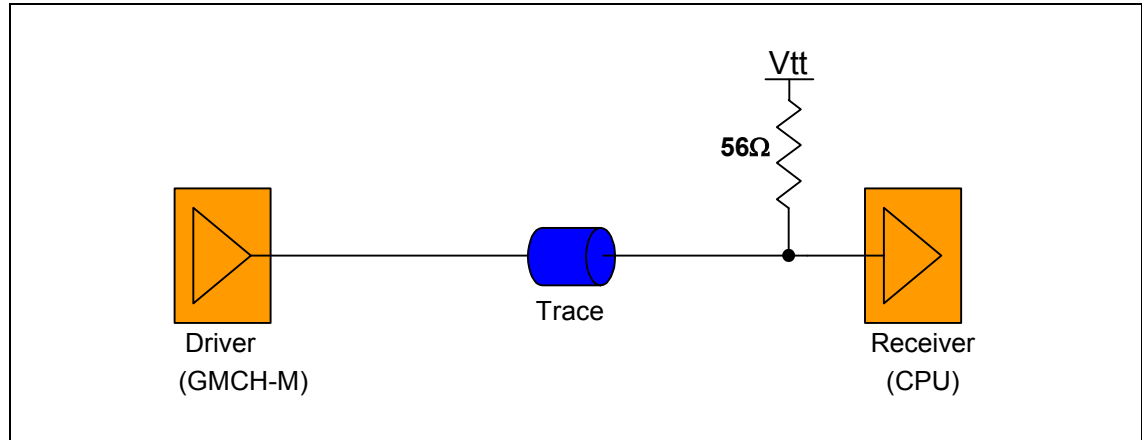 Vtt
56Ω
Trace
Driver
(GMCH-M)
Receiver
(CPU)